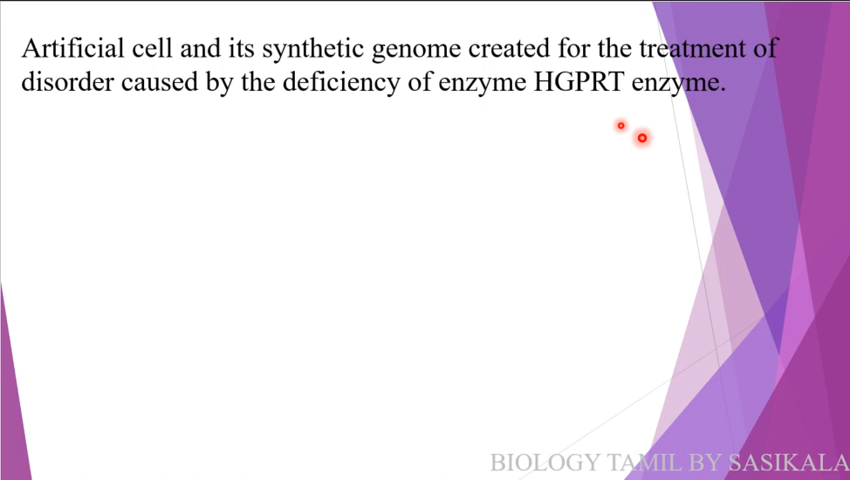 Artificial cell and its synthetic genome created for the treatment of
disorder caused by the deficiency of enzyme HGPRT enzyme.
BIOLOGY TAMIL BY SASIKALA